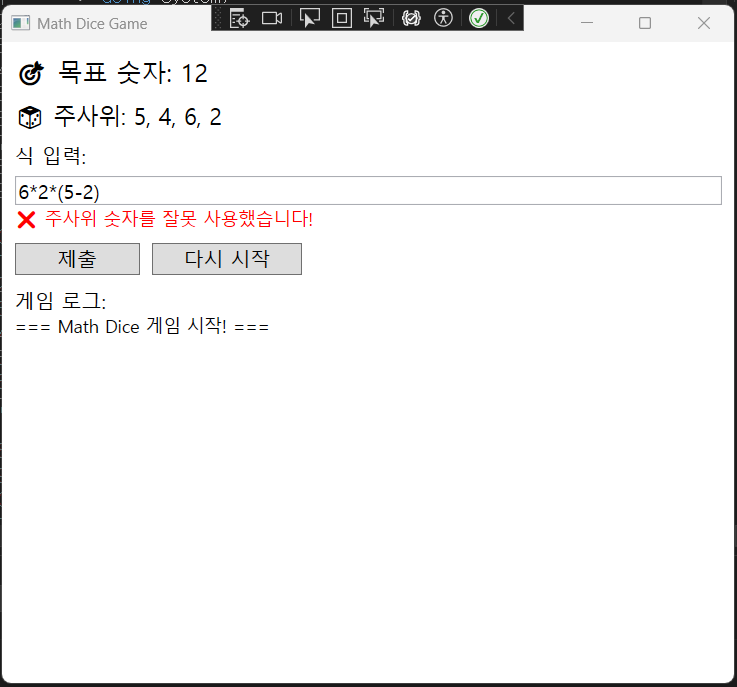 Math Dice Game
🎯 목표 숫자: 12
🎲 주사위: 5, 4, 6, 2
식 입력:
6*2*(5-2)
❌ 주사위 숫자를 잘못 사용했습니다!
제출 다시 시작
게임 로그:
=== Math Dice 게임 시작! ===